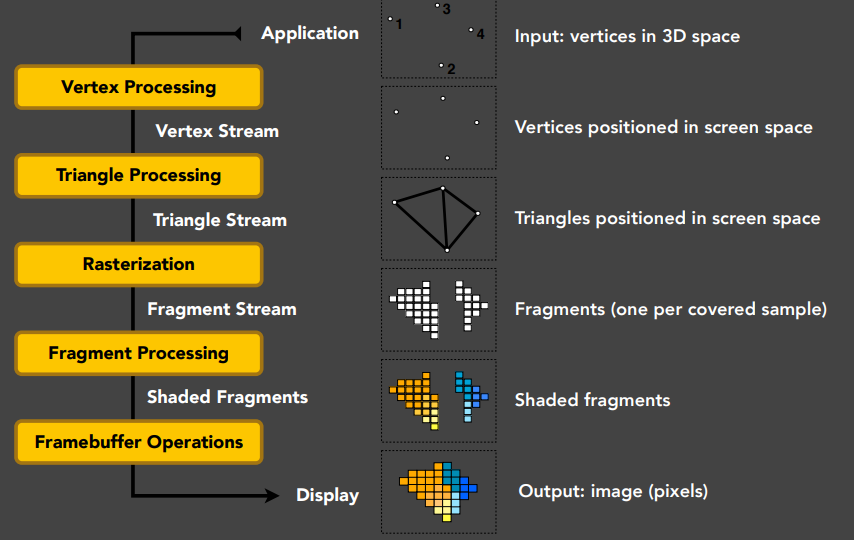 Application
1
3
4
2
Input: vertices in 3D space
Vertex Processing
Vertex Stream
Vertices positioned in screen space
Triangle Processing
Triangle Stream
Triangles positioned in screen space
Rasterization
Fragment Stream
Fragments (one per covered sample)
Fragment Processing
Shaded Fragments
Shaded fragments
Framebuffer Operations
Display
Output: image (pixels)